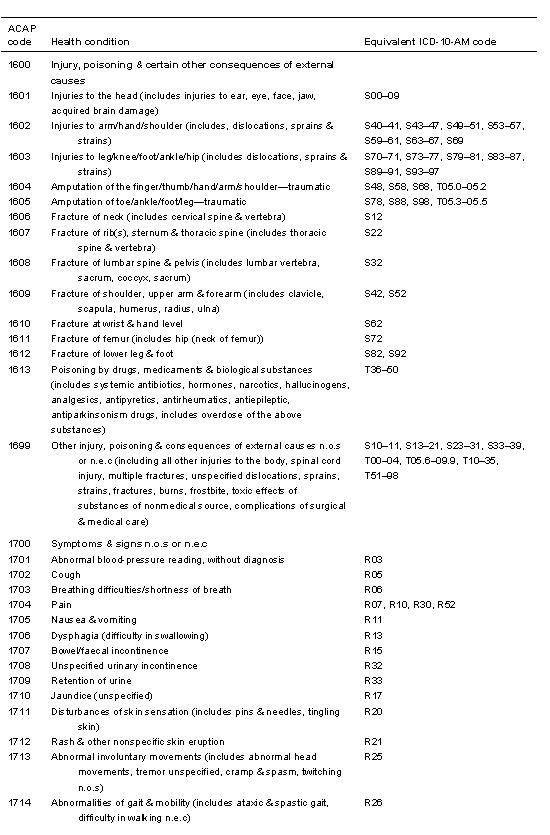 ACAP
code Health condition Equivalent ICD-10-AM code
1600 Injury, poisoning & certain other consequences of external
causes
1601 Injuries to the head (includes injuries to ear, eye, face, jaw, S00–09
acquired brain damage)
1602 Injuries to arm/hand/shoulder (includes, dislocations, sprains & S40–41, S43–47, S49–51, S53–57,
strains) S59–61, S63–67, S69
1603 Injuries to leg/knee/foot/ankle/hip (includes dislocations, sprains & S70–71, S73–77, S79–81, S83–87,
strains) S89–91, S93–97
1604 Amputation of the finger/thumb/hand/arm/shoulder—traumatic S48, S58, S68, T05.0–05.2
1605 Amputation of toe/ankle/foot/leg—traumatic S78, S88, S98, T05.3–05.5
1606 Fracture of neck (includes cervical spine & vertebra) S12
1607 Fracture of rib(s), sternum & thoracic spine (includes thoracic S22
spine & vertebra)
1608 Fracture of lumbar spine & pelvis (includes lumbar vertebra, S32
sacrum, coccyx, sacrum)
1609 Fracture of shoulder, upper arm & forearm (includes clavicle, S42, S52
scapula, humerus, radius, ulna)
1610 Fracture at wrist & hand level S62
1611 Fracture of femur (includes hip (neck of femur)) S72
1612 Fracture of lower leg & foot S82, S92
1613 Poisoning by drugs, medicaments & biological substances T36–50
(includes systemic antibiotics, hormones, narcotics, hallucinogens,
analgesics, antipyretics, antirheumatics, antiepileptic,
antiparkinsonism drugs, includes overdose of the above
substances)
1699 Other injury, poisoning & consequences of external causes n.o.s S10–11, S13–21, S23–31, S33–39,
or n.e.c (including all other injuries to the body, spinal cord T00–04, T05.6–09.9, T10–35,
injury, multiple fractures, unspecified dislocations, sprains, T51–98
strains, fractures, burns, frostbite, toxic effects of
substances of nonmedical source, complications of surgical
& medical care)
1700 Symptoms & signs n.o.s or n.e.c
1701 Abnormal blood-pressure reading, without diagnosis R03
1702 Cough R05
1703 Breathing difficulties/shortness of breath R06
1704 Pain R07, R10, R30, R52
1705 Nausea & vomiting R11
1706 Dysphagia (difficulty in swallowing) R13
1707 Bowel/faecal incontinence R15
1708 Unspecified urinary incontinence R32
1709 Retention of urine R33
1710 Jaundice (unspecified) R17
1711 Disturbances of skin sensation (includes pins & needles, tingling R20
skin)
1712 Rash & other nonspecific skin eruption R21
1713 Abnormal involuntary movements (includes abnormal head R25
movements, tremor unspecified, cramp & spasm, twitching
n.o.s)
1714 Abnormalities of gait & mobility (includes ataxic & spastic gait, R26
difficulty in walking n.e.c)